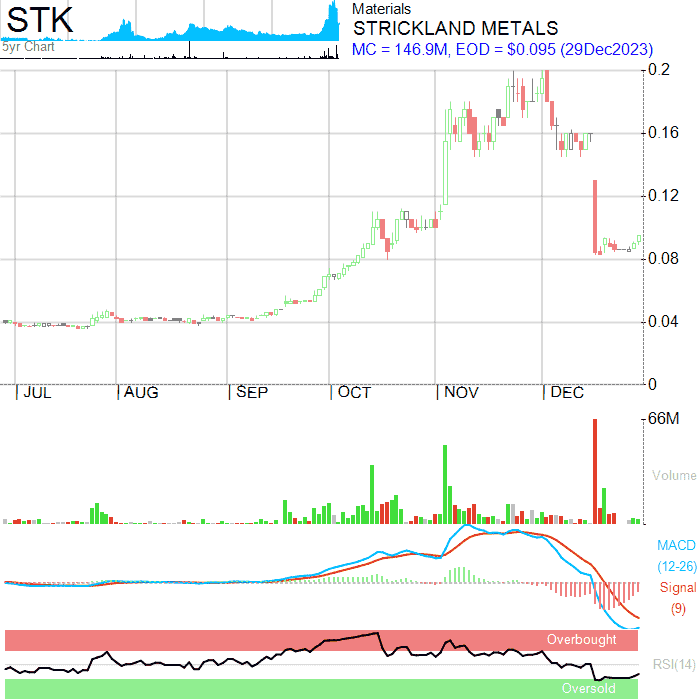 STK
5yr Chart
Materials
STRICKLAND METALS
MC = 146.9M, EOD = $0.095 (29Dec2023)
0.2
0.16
0.12
0.08
0.04
0
JUL AUG SEP OCT NOV DEC
66M
Volume
MACD
(12-26)
Signal
(9)
Overbought
RSI(14)
Oversold